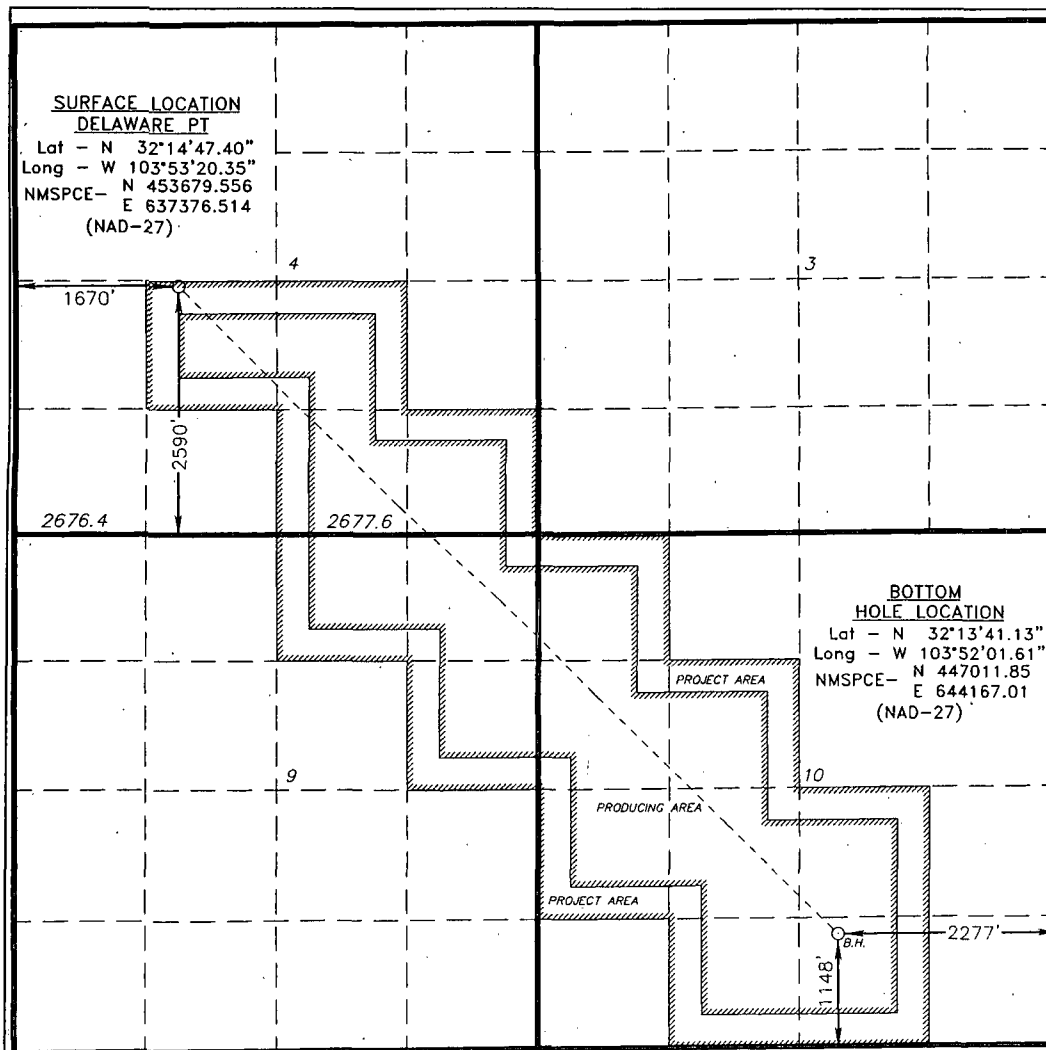 SURFACE LOCATION
DELAWARE PT
Lat - N 32°14'47.40"
Long - W 103°53'20.35"
NMSPCE- N 453679.556
E 637376.514
(NAD-27)
4
3
1670'
2590'
2676.4
2677.6
BOTTOM
HOLE LOCATION
Lat - N 32°13'41.13"
Long - W 103°52'01.61"
NMSPCE- N 447011.85
E 644167.01
(NAD-27)
PROJECT AREA
9
10
PRODUCING AREA
PROJECT AREA
B.H.
2277'
1148'